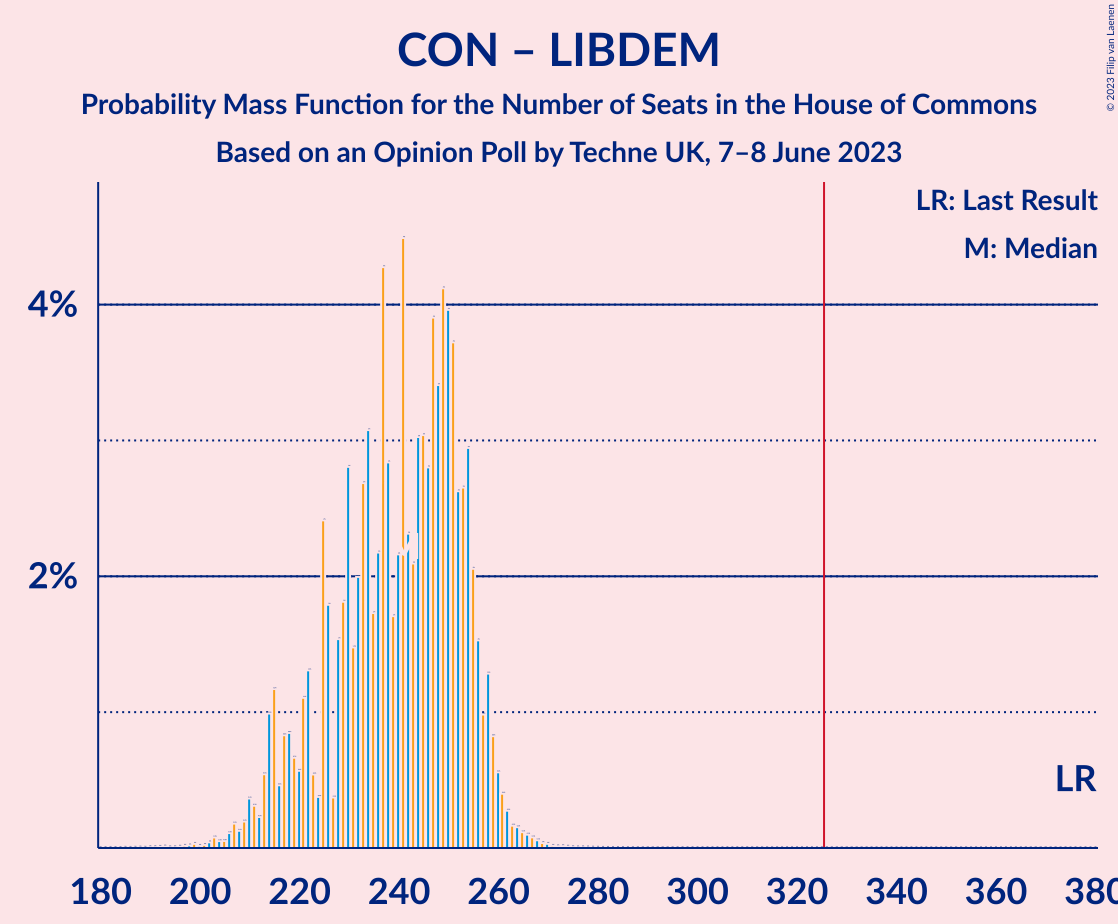 CON – LIBDEM
Probability Mass Function for the Number of Seats in the House of Commons
Based on an Opinion Poll by Techne UK, 7–8 June 2023
© 2023 Filip van Laenen
LR: Last Result
M: Median
4%
2%
LR
180 200 220 240 260 280 300 320 340 360 380